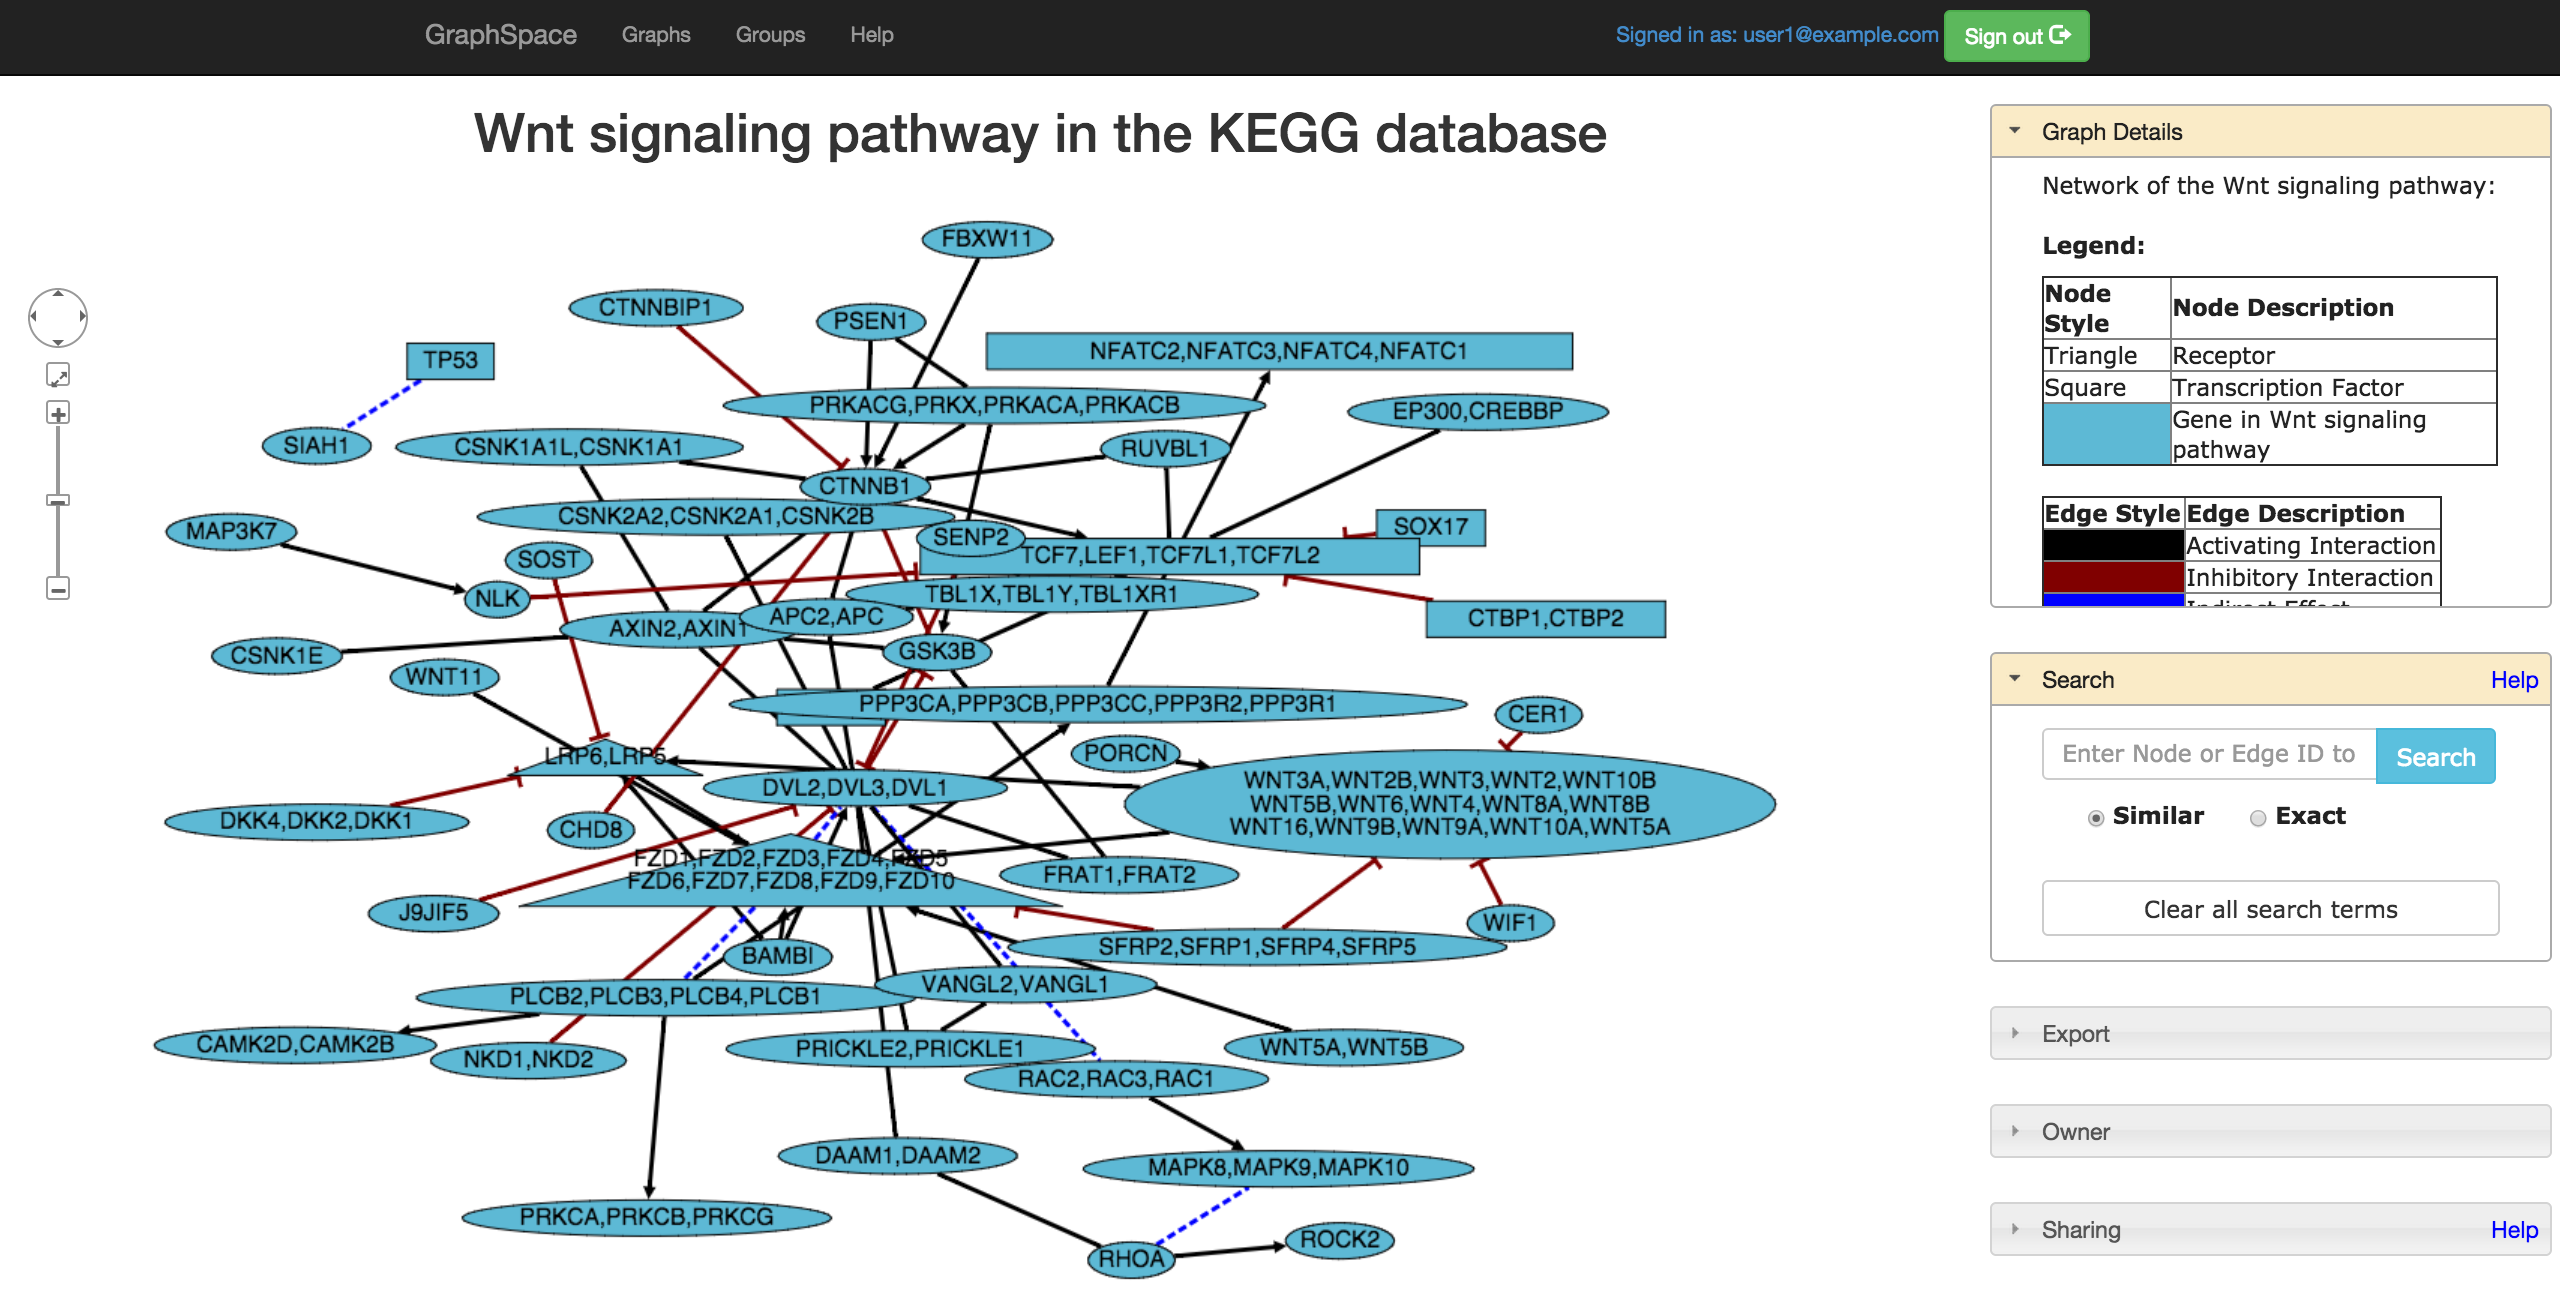 GraphSpace Graphs Groups Help Signed in as: user1@example.com Sign out
Wnt signaling pathway in the KEGG database
FBXW11
CTNNBIP1
PSEN1
NFATC2,NFATC3,NFATC4,NFATC1
TP53
PRKACG,PRKX,PRKACA,PRKACB
EP300,CREBBP
SIAH1
CSNK1A1L,CSNK1A1
RUVBL1
CTNNB1
CSNK2A2,CSNK2A1,CSNK2B
SOX17
MAP3K7
SENP2
TCF7,LEF1,TCF7L1,TCF7L2
SOST
NLK
TBL1X,TBL1Y,TBL1XR1
APC2,APC
CTBP1,CTBP2
AXIN2,AXIN1
CSNK1E
GSK3B
WNT11
PPP3CA,PPP3CB,PPP3CC,PPP3R2,PPP3R1
CER1
LRP6,LRP5
PORCN
DVL2,DVL3,DVL1
WNT3A,WNT2B,WNT3,WNT2,WNT10B
WNT5B,WNT6,WNT4,WNT8A,WNT8B
WNT16,WNT9B,WNT9A,WNT10A,WNT5A
DKK4,DKK2,DKK1
CHD8
FZD1,FZD2,FZD3,FZD4,FZD5
FZD6,FZD7,FZD8,FZD9,FZD10
FRAT1,FRAT2
J9JIF5
WIF1
SFRP2,SFRP1,SFRP4,SFRP5
BAMBI
VANGL2,VANGL1
PLCB2,PLCB3,PLCB4,PLCB1
CAMK2D,CAMK2B
NKD1,NKD2
PRICKLE2,PRICKLE1
WNT5A,WNT5B
RAC2,RAC3,RAC1
DAAM1,DAAM2
MAPK8,MAPK9,MAPK10
PRKCA,PRKCB,PRKCG
ROCK2
RHOA
Graph Details
Network of the Wnt signaling pathway:
Legend:
Node Style Node Description
Triangle Receptor
Square Transcription Factor
Gene in Wnt signaling
pathway
Edge Style Edge Description
Activating Interaction
Inhibitory Interaction
Indirect Effect
Search Help
Enter Node or Edge ID to Search
Similar Exact
Clear all search terms
Export
Owner
Sharing Help